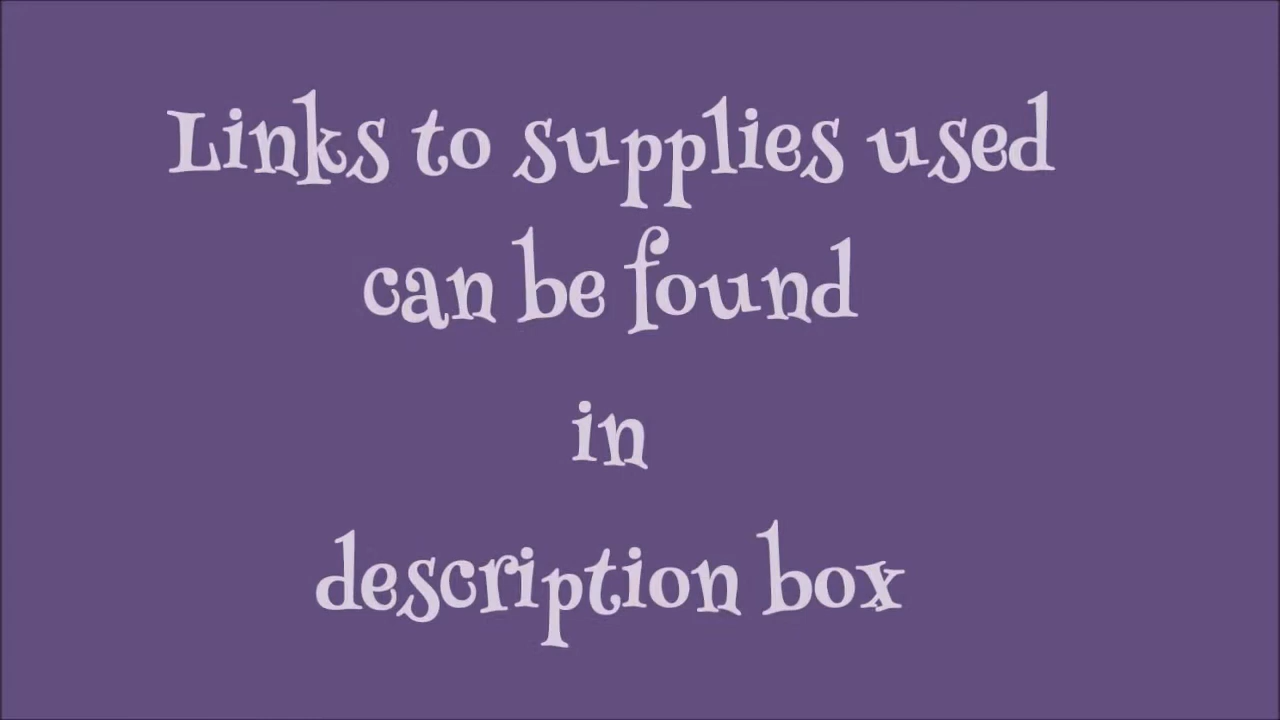 Links to supplies used
can be found
in
description box